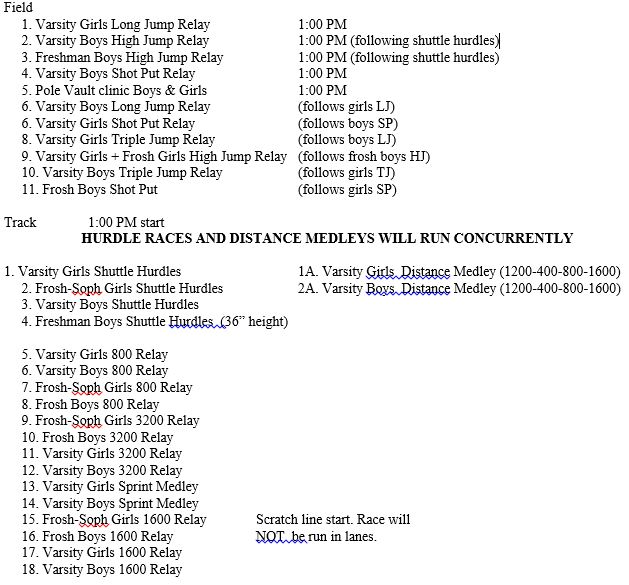 Field
1. Varsity Girls Long Jump Relay 1:00 PM
2. Varsity Boys High Jump Relay 1:00 PM (following shuttle hurdles)
3. Freshman Boys High Jump Relay 1:00 PM (following shuttle hurdles)
4. Varsity Boys Shot Put Relay 1:00 PM
5. Pole Vault clinic Boys & Girls 1:00 PM
6. Varsity Boys Long Jump Relay (follows girls LJ)
6. Varsity Girls Shot Put Relay (follows boys SP)
8. Varsity Girls Triple Jump Relay (follows boys LJ)
9. Varsity Girls + Frosh Girls High Jump Relay (follows frosh boys HJ)
10. Varsity Boys Triple Jump Relay (follows girls TJ)
11. Frosh Boys Shot Put (follows girls SP)
Track 1:00 PM start
HURDLE RACES AND DISTANCE MEDLEYS WILL RUN CONCURRENTLY
1. Varsity Girls Shuttle Hurdles 1A. Varsity Girls Distance Medley (1200-400-800-1600)
2. Frosh-Soph Girls Shuttle Hurdles 2A. Varsity Boys Distance Medley (1200-400-800-1600)
3. Varsity Boys Shuttle Hurdles
4. Freshman Boys Shuttle Hurdles (36” height)
5. Varsity Girls 800 Relay
6. Varsity Boys 800 Relay
7. Frosh-Soph Girls 800 Relay
8. Frosh Boys 800 Relay
9. Frosh-Soph Girls 3200 Relay
10. Frosh Boys 3200 Relay
11. Varsity Girls 3200 Relay
12. Varsity Boys 3200 Relay
13. Varsity Girls Sprint Medley
14. Varsity Boys Sprint Medley
15. Frosh-Soph Girls 1600 Relay Scratch line start. Race will
16. Frosh Boys 1600 Relay NOT be run in lanes.
17. Varsity Girls 1600 Relay
18. Varsity Boys 1600 Relay